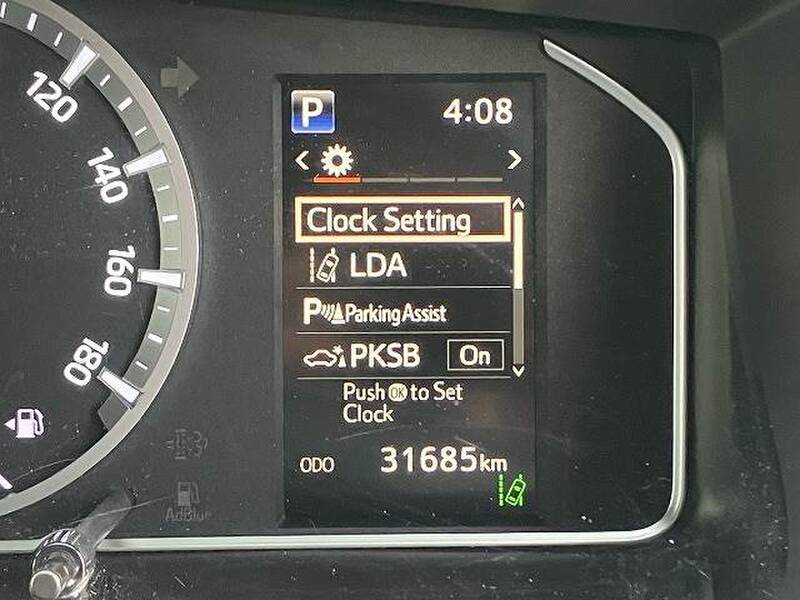 120
140
160
180
P
4:08
Clock Setting
LDA
P Parking Assist
PKSB On
Push OK to Set
Clock
ODO 31685km
AdBlue